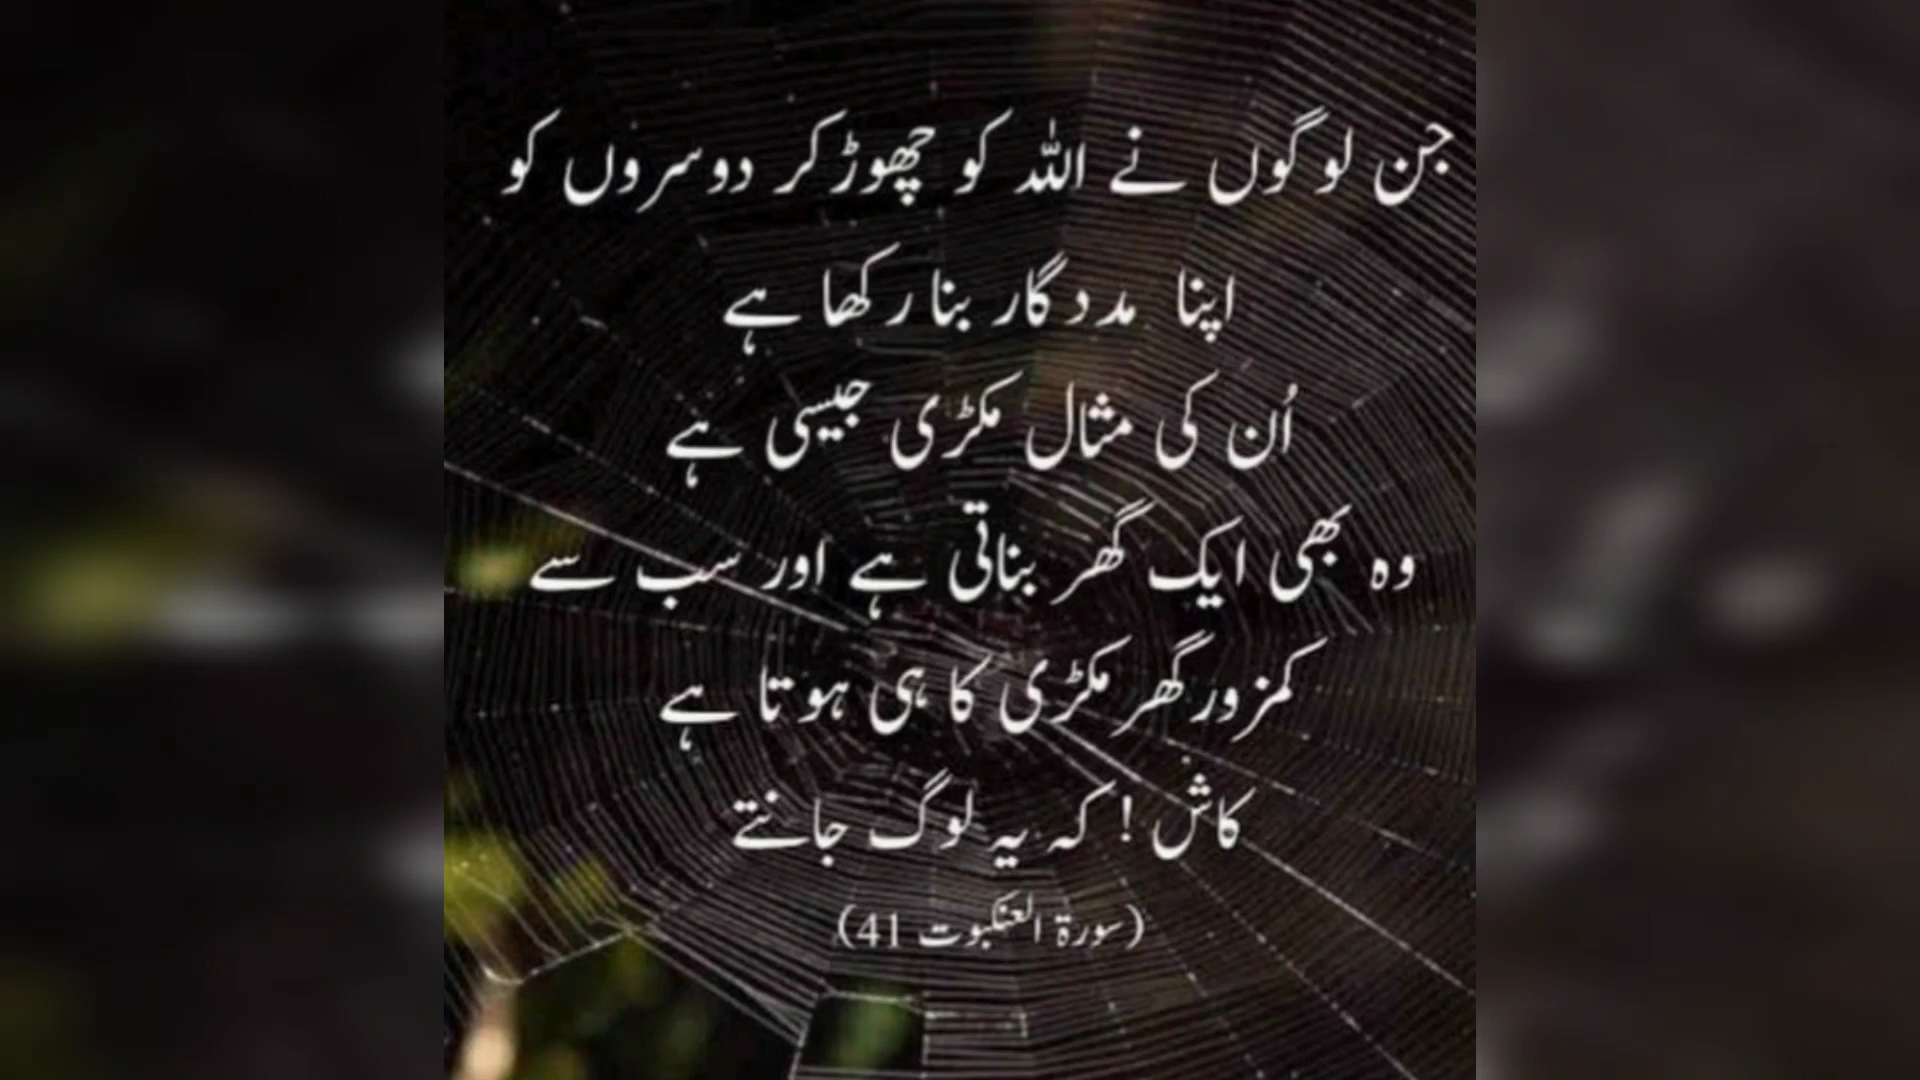 جن لوگوں نے اللہ کو چھوڑ کر دوسروں کو
اپنا مددگار بنا رکھا ہے
اُن کی مثال مکڑی جیسی ہے
وہ بھی ایک گھر بناتی ہے اور سب سے
کمزور گھر مکڑی کا ہی ہوتا ہے
کاش ! کہ یہ لوگ جانتے
(سورۃ العنکبوت 41)